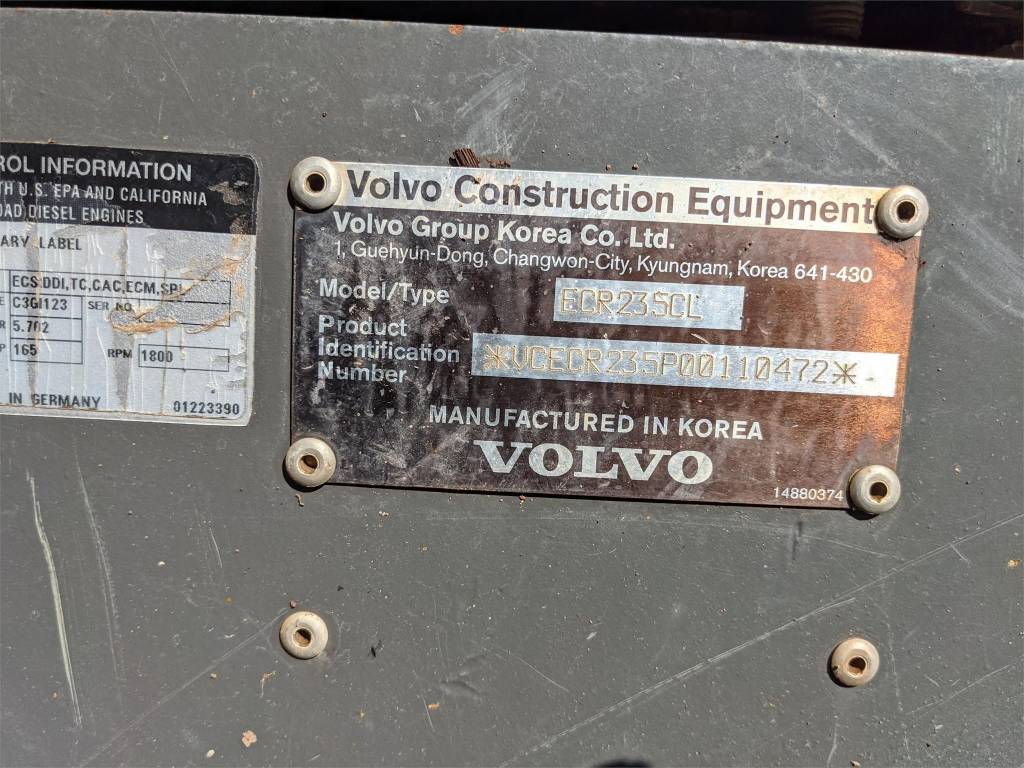 ROL INFORMATION
TH U.S. EPA AND CALIFORNIA
OAD DIESEL ENGINES
ARY LABEL
ECS:DDI,TC,CAC,ECM,SPL
C3GI123 SER NO.
5.702
165 RPM 1800
IN GERMANY 01223390
Volvo Construction Equipment
Volvo Group Korea Co. Ltd.
1, Guehyun-Dong, Changwon-City, Kyungnam, Korea 641-430
Model/Type ECR235CL
Product
Identification *VCECR235P00110472*
Number
MANUFACTURED IN KOREA
VOLVO
14880374